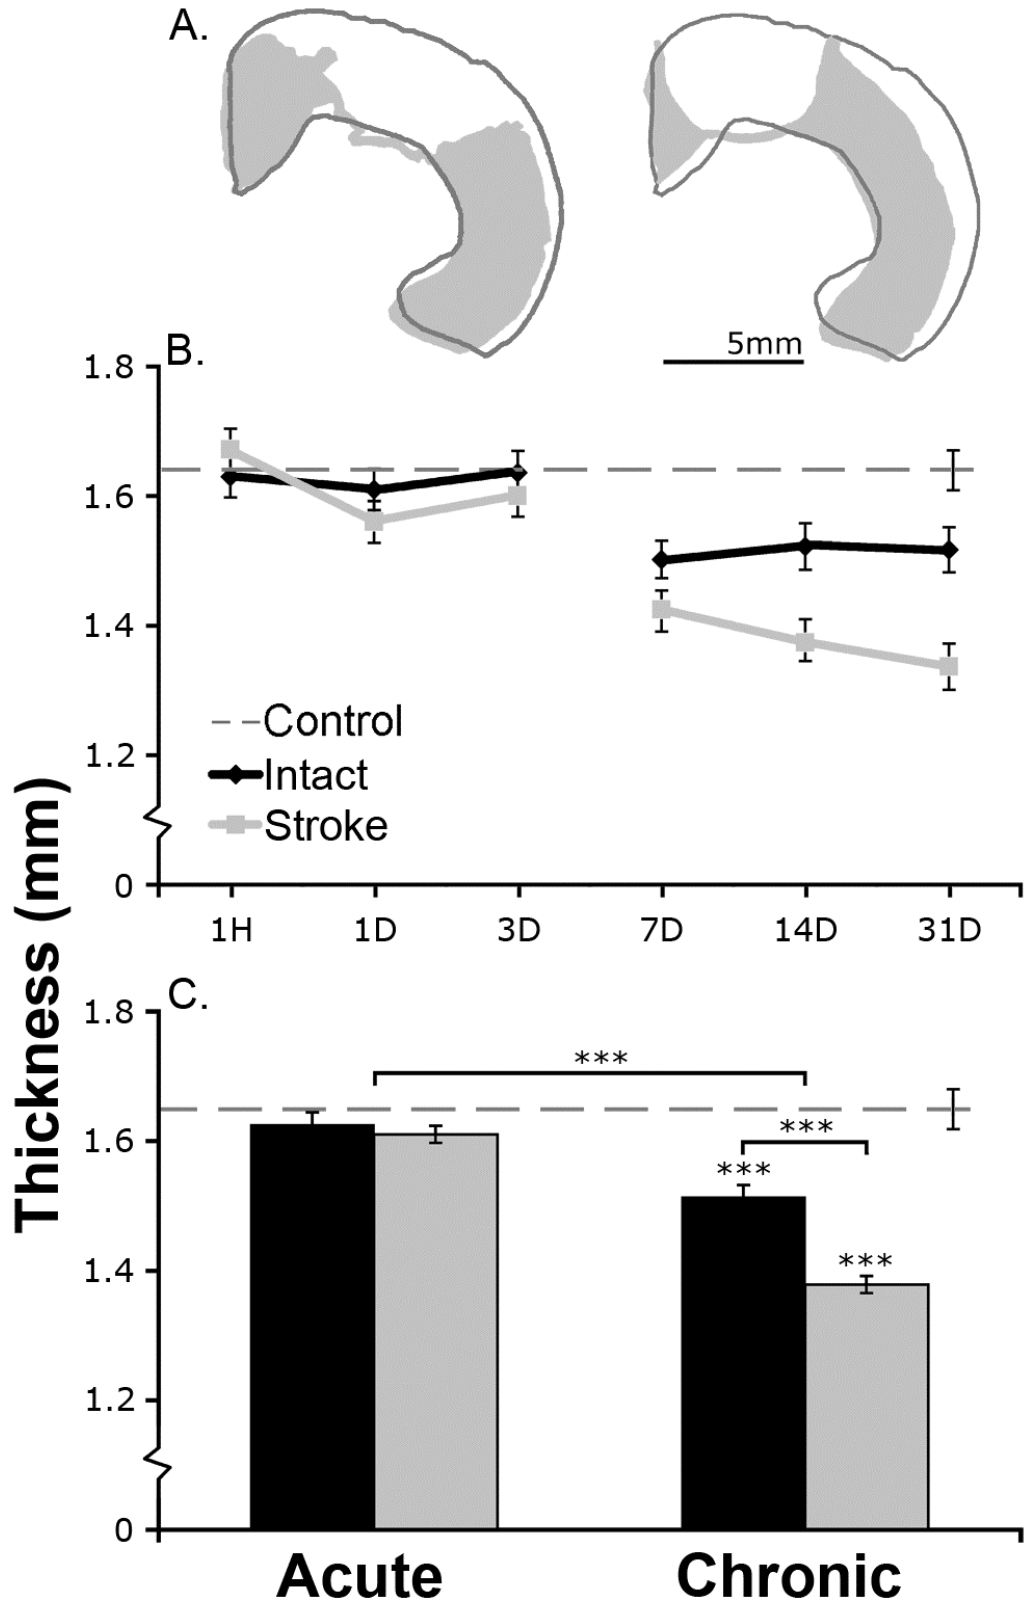 A.
5mm
B.
1.8
1.6
1.4
1.2
0
Control
Intact
Stroke
1H 1D 3D 7D 14D 31D
Thickness (mm)
C.
1.8
1.6
1.4
1.2
0
***
***
***
***
Acute Chronic